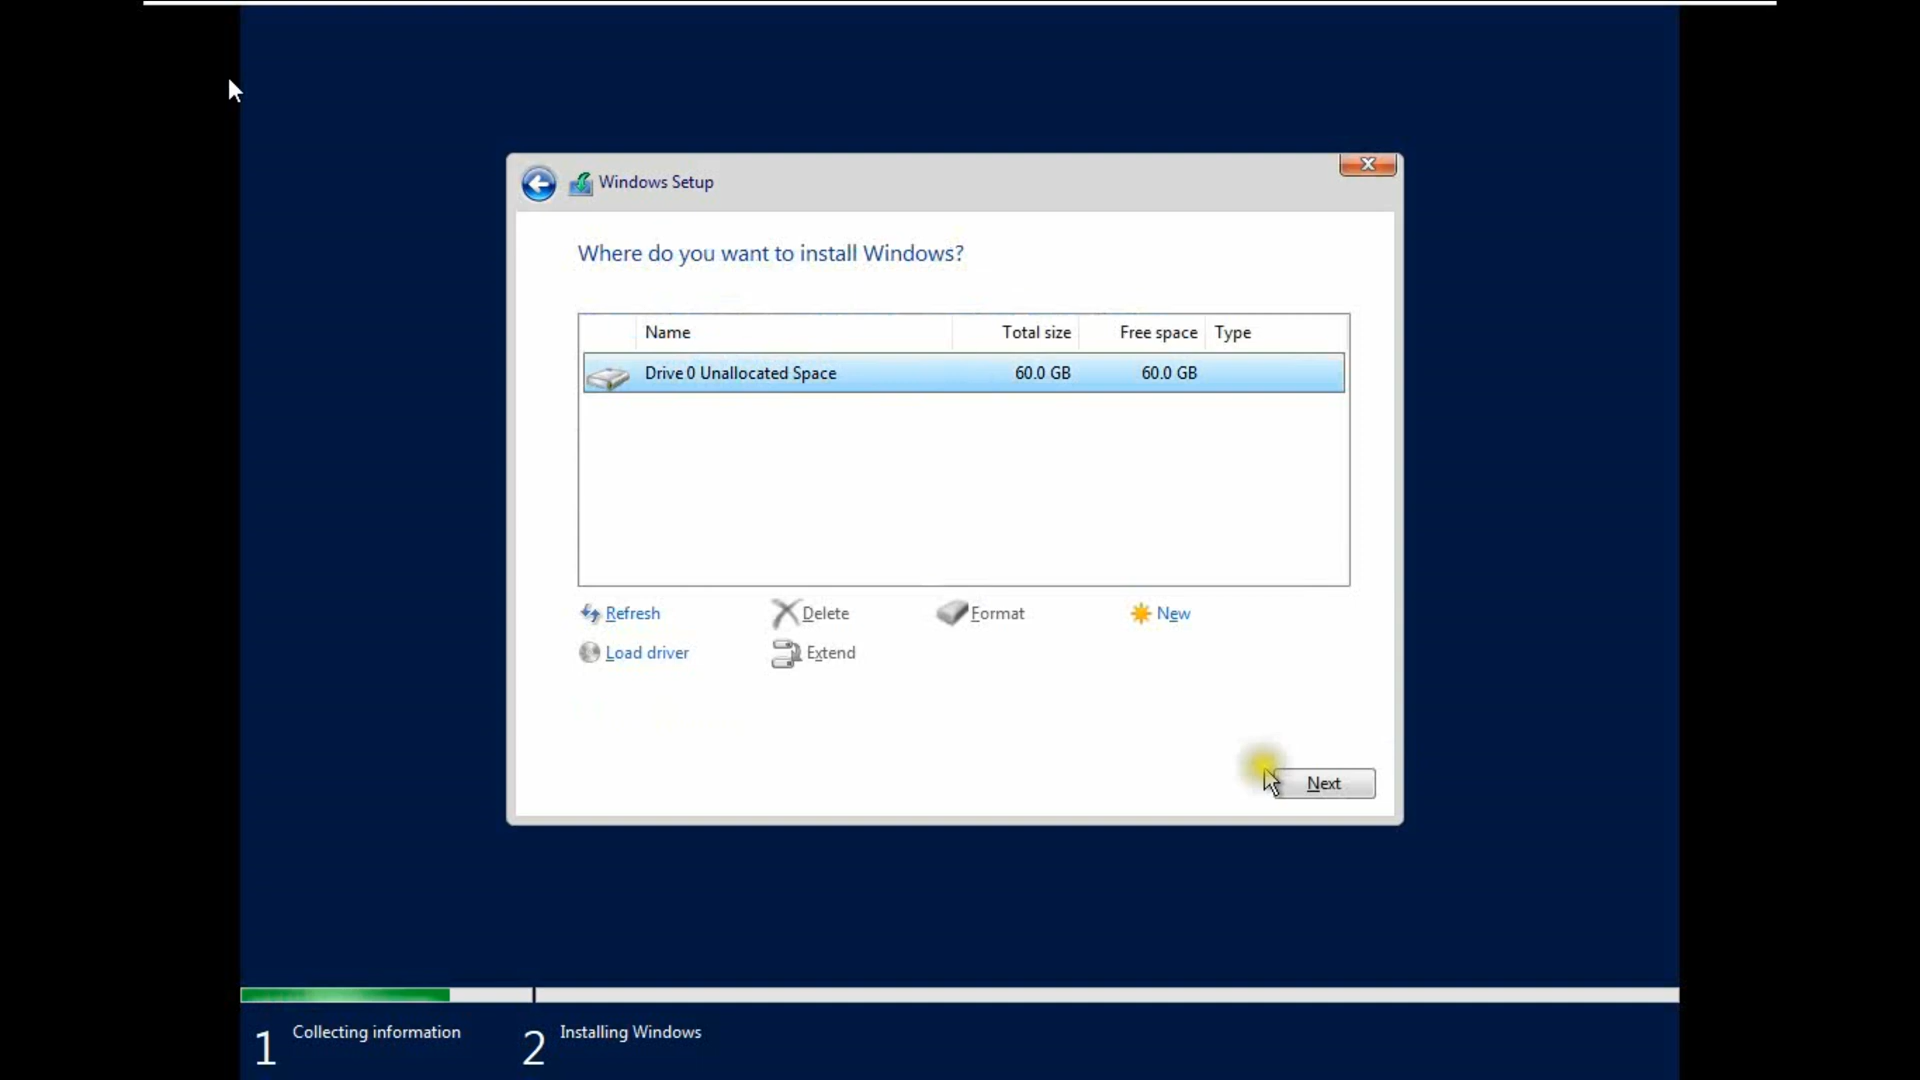 Windows Setup
Where do you want to install Windows?
Name Total size Free space Type
Drive 0 Unallocated Space 60.0 GB 60.0 GB
Refresh Delete Format New
Load driver Extend
Next
1 Collecting information 2 Installing Windows